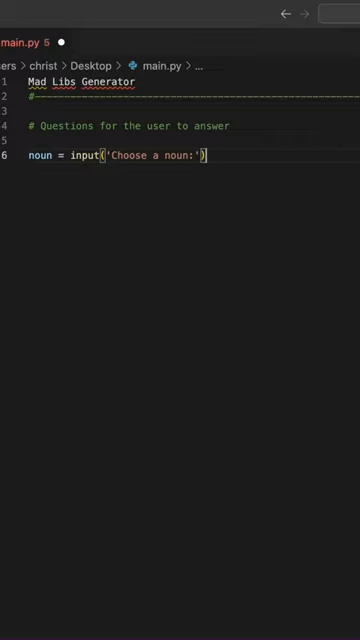 main.py 5
sers > christ > Desktop > main.py > ...
1 Mad Libs Generator
2 #----------------------------------------------------
3
4 # Questions for the user to answer
5
6 noun = input('Choose a noun:')